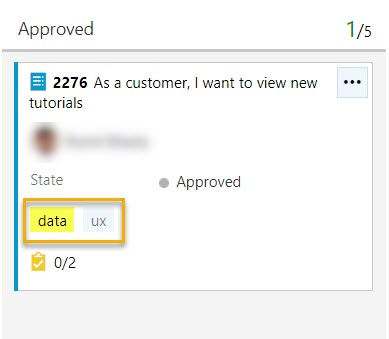 Approved 1/5
2276 As a customer, I want to view new
tutorials
State Approved
data ux
0/2